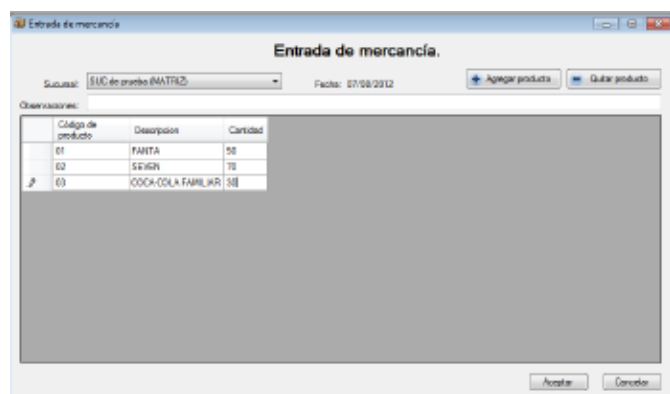 Entrada de mercancía
Entrada de mercancía.
Sucursal: SUC de prueba (MATRIZ) Fecha: 07/08/2012 Agregar producto Quitar producto
Observaciones:
Código de producto Descripcion Cantidad
01 FANTA 50
02 SEVEN 70
03 COCA-COLA FAMILIAR 30
Aceptar Cancelar